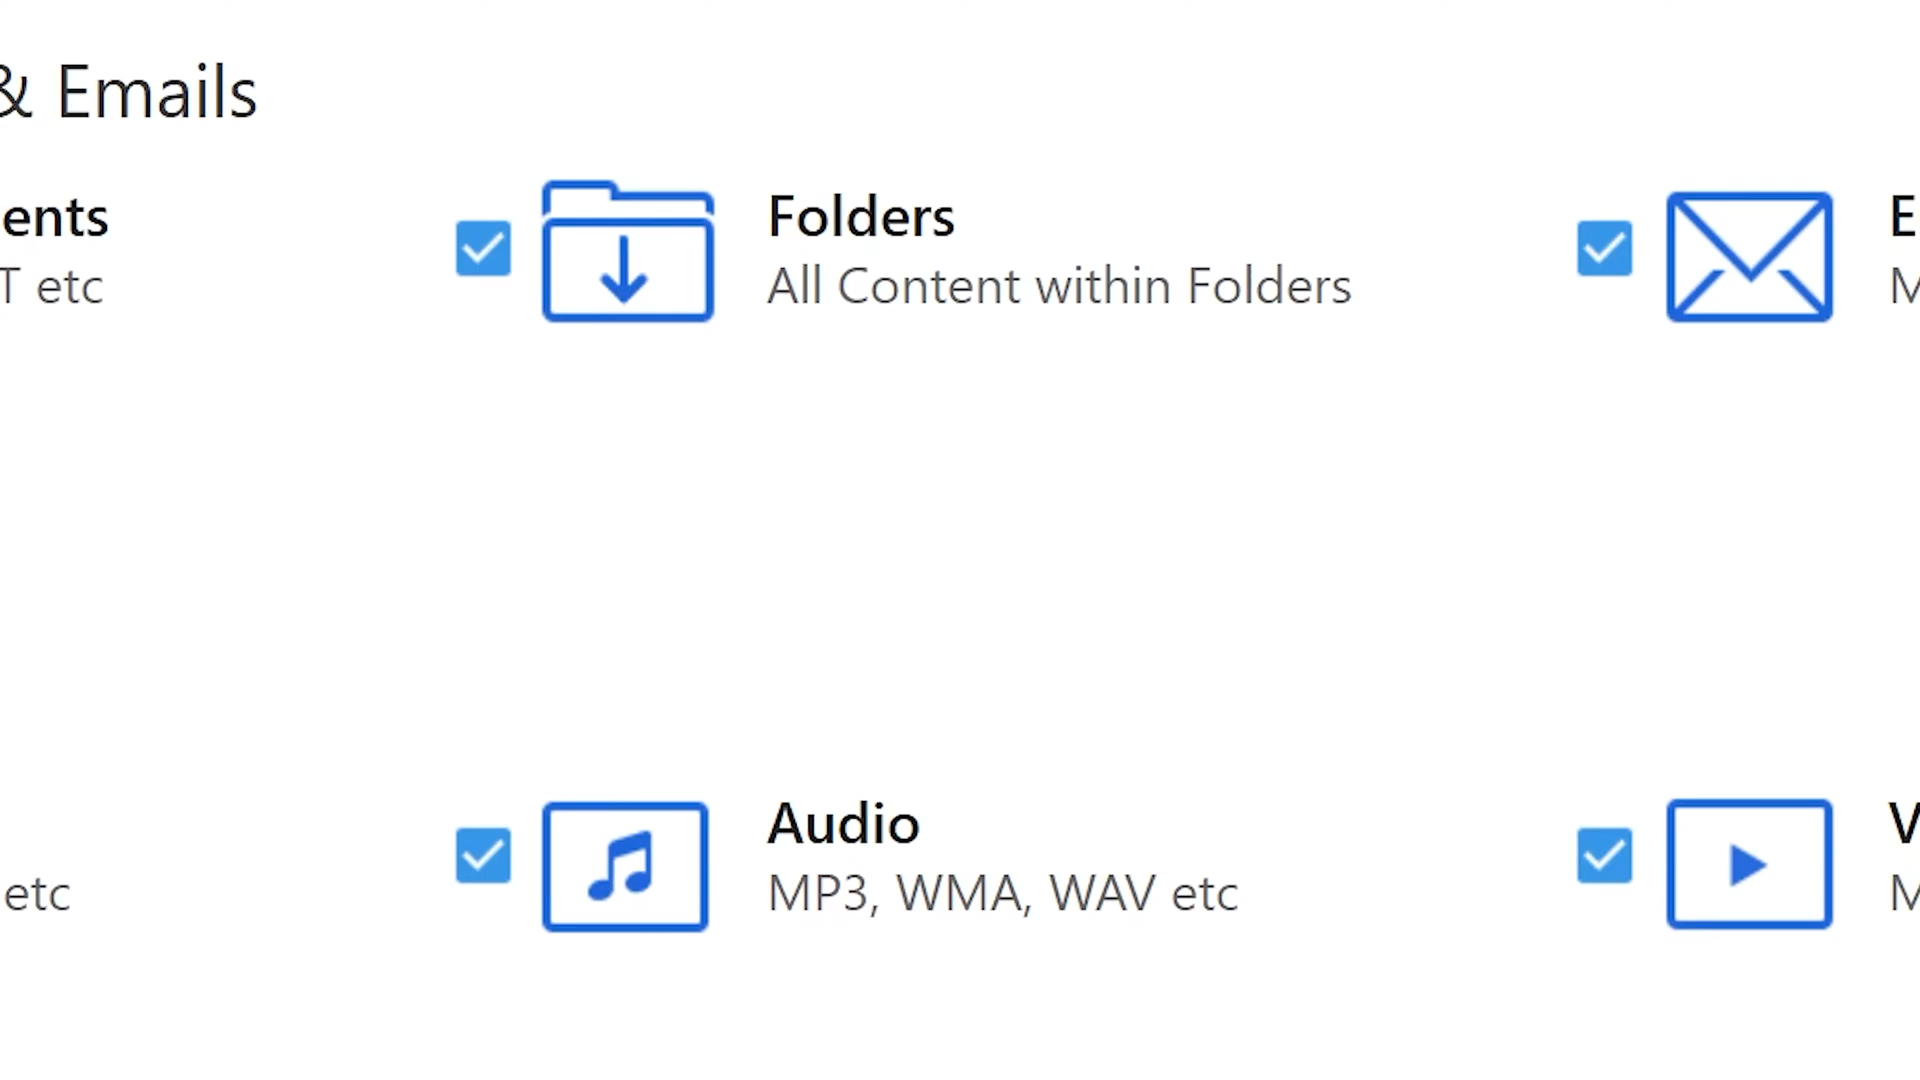 & Emails
ents
T etc
Folders
All Content within Folders
E
M
etc
Audio
MP3, WMA, WAV etc
V
M